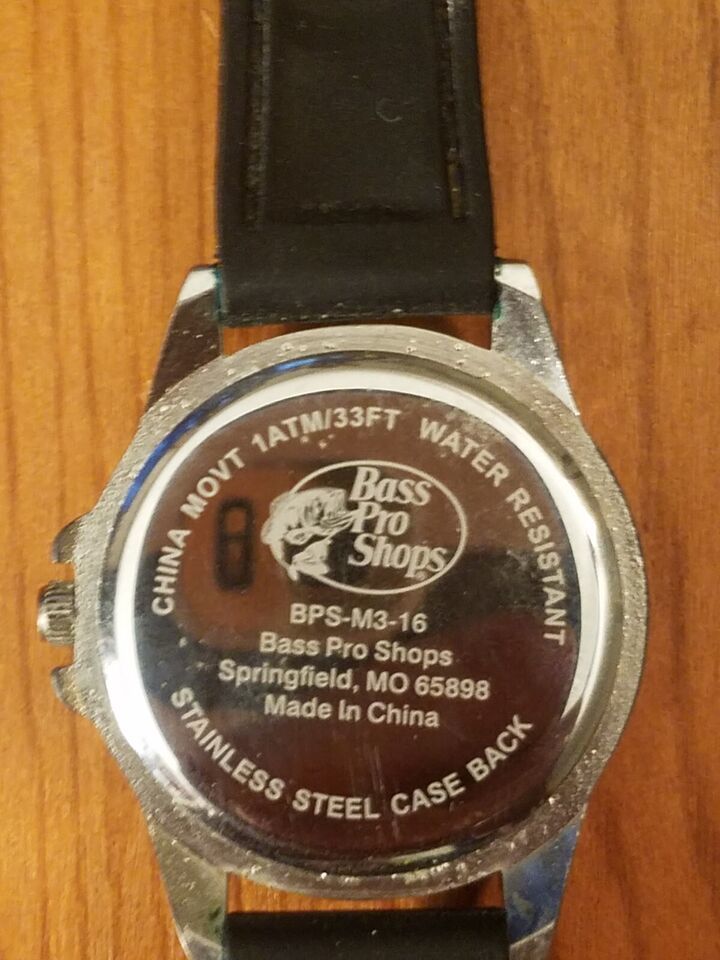 CHINA MOVT 1ATM/33FT WATER RESISTANT
Bass
Pro
Shops®
BPS-M3-16
Bass Pro Shops
Springfield, MO 65898
Made In China
STAINLESS STEEL CASE BACK